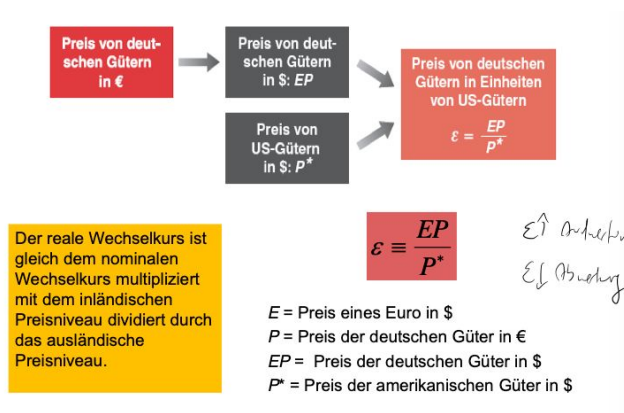 Preis von deut-
schen Gütern
in €
Preis von deut-
schen Gütern
in $: EP
Preis von
US-Gütern
in $: P*
Preis von deutschen
Gütern in Einheiten
von US-Gütern
ε = EP / P*
Der reale Wechselkurs ist
gleich dem nominalen
Wechselkurs multipliziert
mit dem inländischen
Preisniveau dividiert durch
das ausländische
Preisniveau.
ε ≡ EP / P*
ε↑
ε↓
E = Preis eines Euro in $
P = Preis der deutschen Güter in €
EP = Preis der deutschen Güter in $
P* = Preis der amerikanischen Güter in $